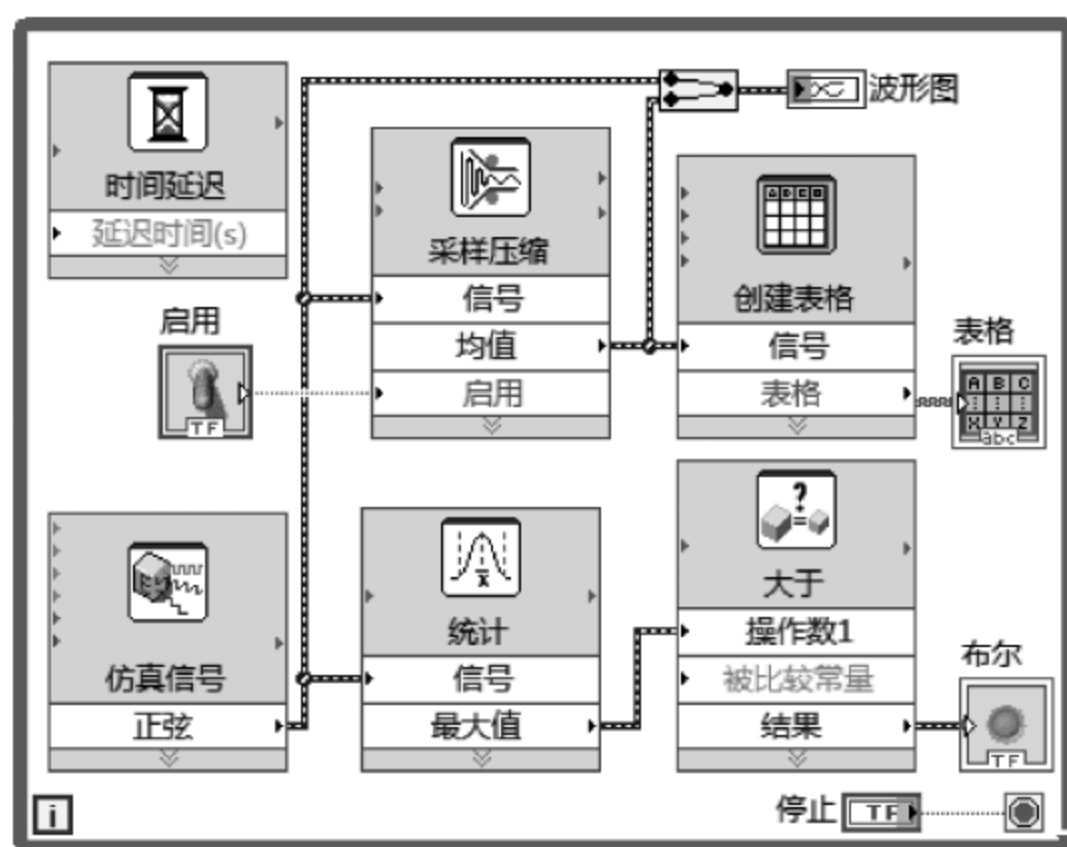 波形图
时间延迟
延迟时间(s)
采样压缩
信号
均值
启用
启用
TF
A B C D
创建表格
信号
表格
表格
A B C
X Y Z
abc
仿真信号
正弦
x
统计
信号
最大值
?
=
大于
操作数1
被比较常量
结果
布尔
TF
i
停止
TF